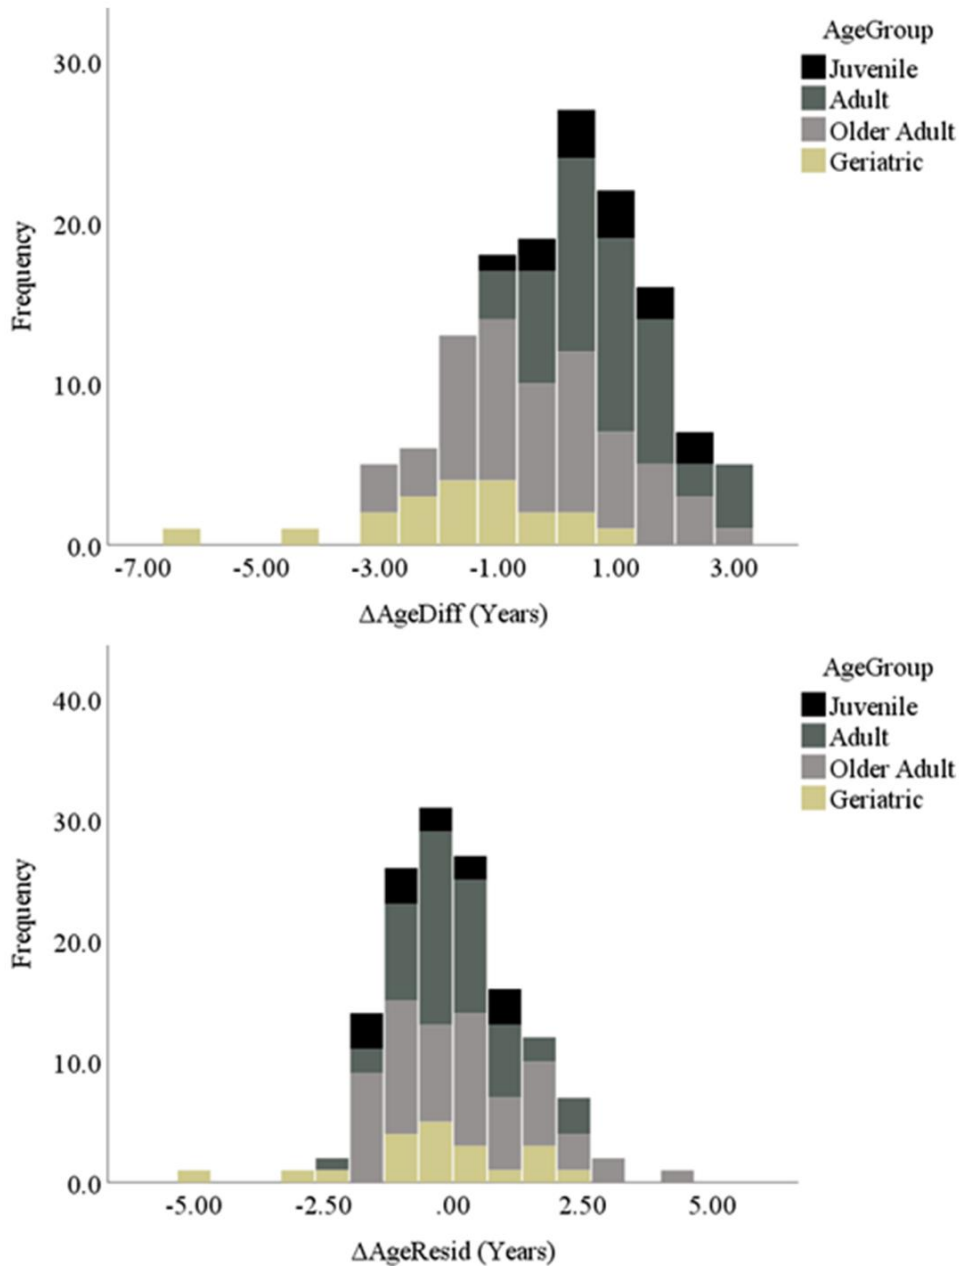 AgeGroup
Juvenile
Adult
Older Adult
Geriatric
30.0
20.0
10.0
0.0
Frequency
-7.00 -5.00 -3.00 -1.00 1.00 3.00
ΔAgeDiff (Years)
AgeGroup
Juvenile
Adult
Older Adult
Geriatric
40.0
30.0
20.0
10.0
0.0
Frequency
-5.00 -2.50 .00 2.50 5.00
ΔAgeResid (Years)